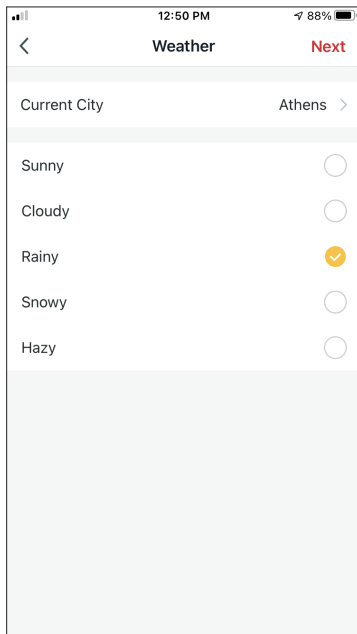 12:50 PM 88%
Weather Next
Current City Athens
Sunny
Cloudy
Rainy
Snowy
Hazy